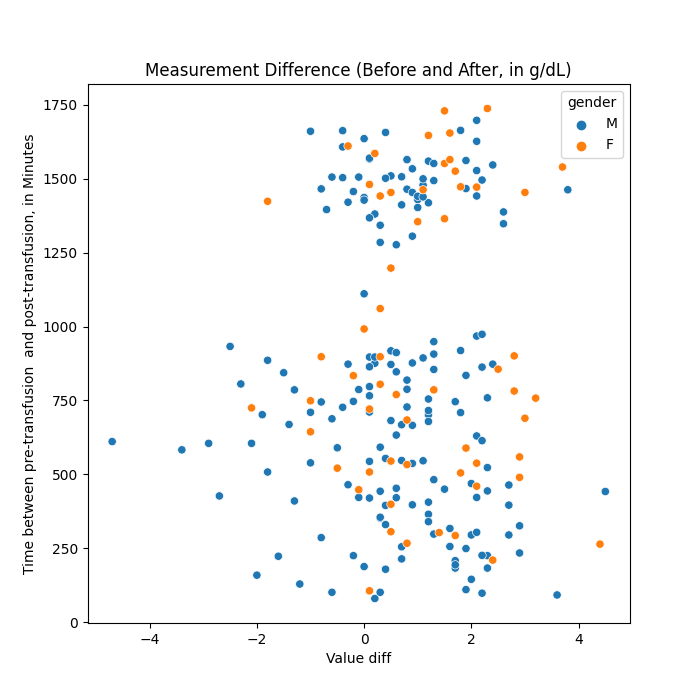 Measurement Difference (Before and After, in g/dL)
gender
M
F
1750
1500
1250
1000
750
500
250
0
Time between pre-transfusion  and post-transfusion, in Minutes
−4
−2
0
2
4
Value diff